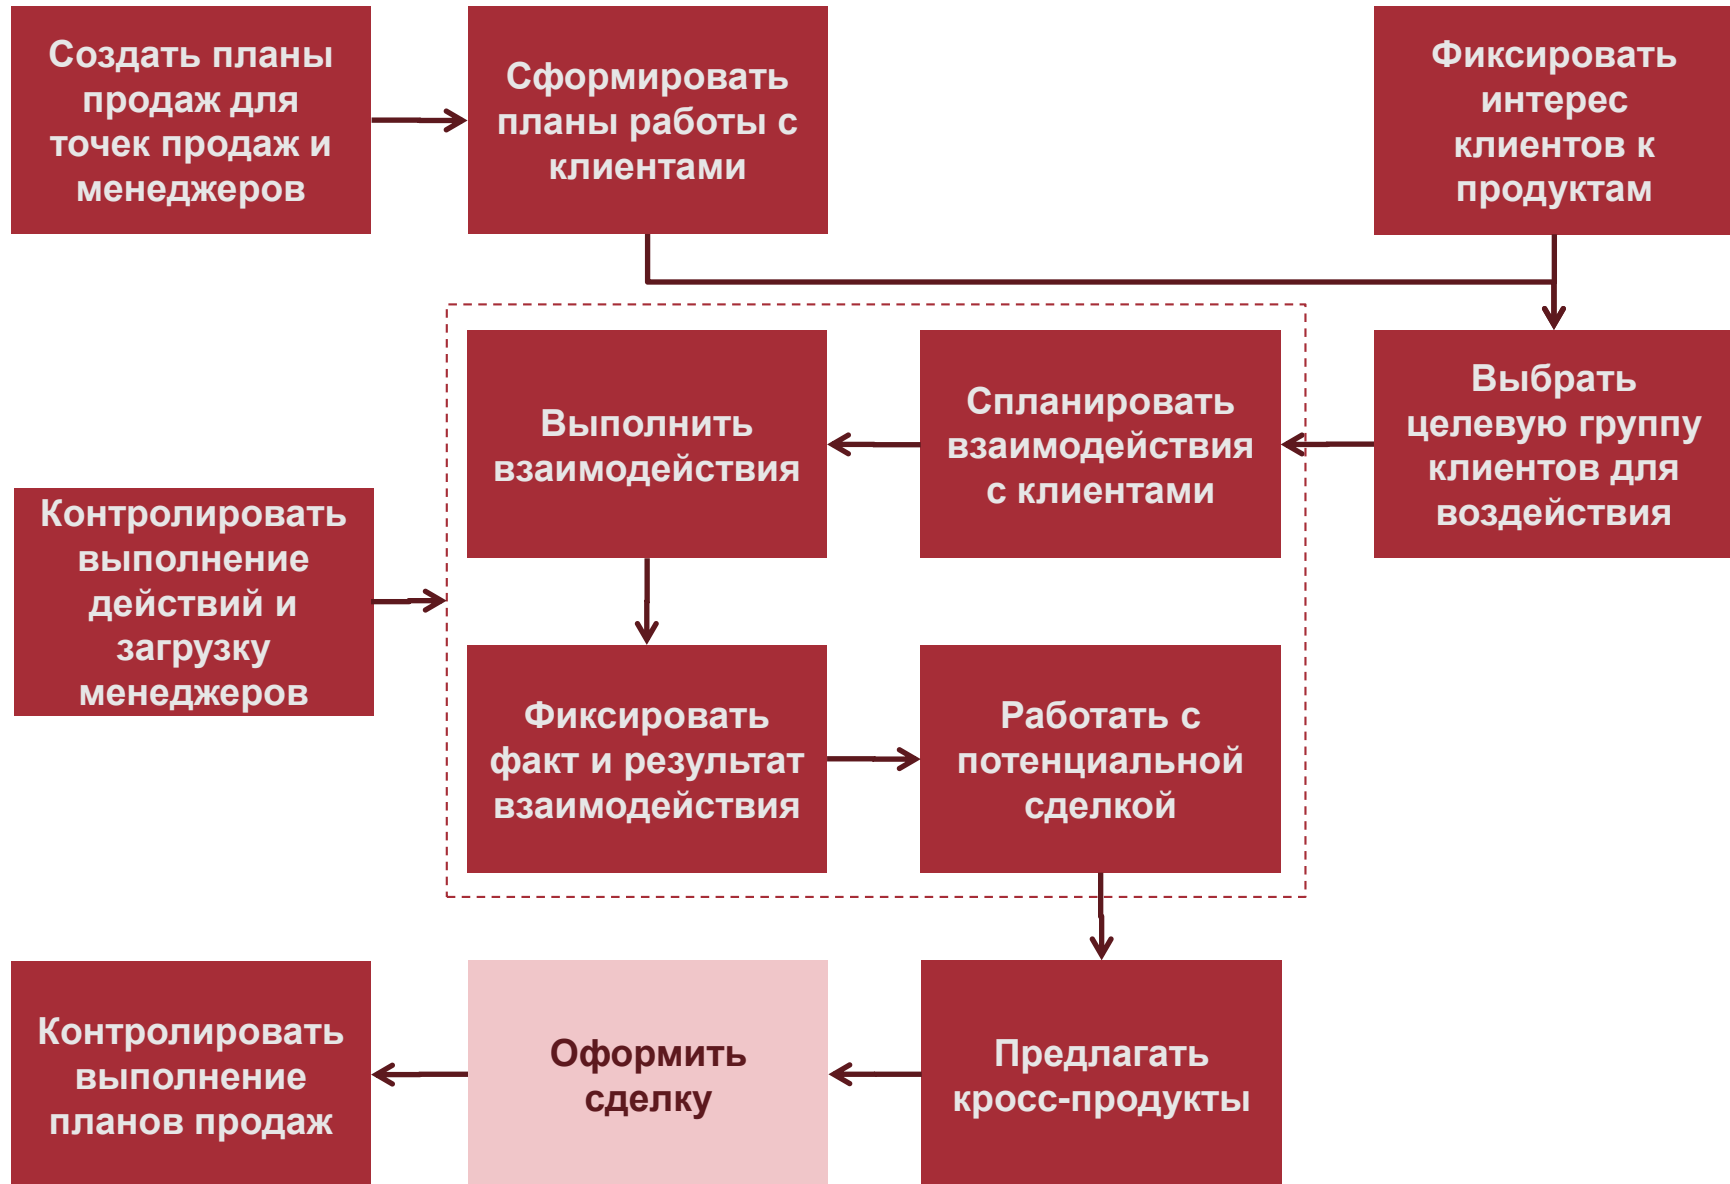 Создать планы
продаж для
точек продаж и
менеджеров
Сформировать
планы работы с
клиентами
Фиксировать
интерес
клиентов к
продуктам
Выполнить
взаимодействия
Спланировать
взаимодействия
с клиентами
Выбрать
целевую группу
клиентов для
воздействия
Контролировать
выполнение
действий и
загрузку
менеджеров
Фиксировать
факт и результат
взаимодействия
Работать с
потенциальной
сделкой
Контролировать
выполнение
планов продаж
Оформить
сделку
Предлагать
кросс-продукты